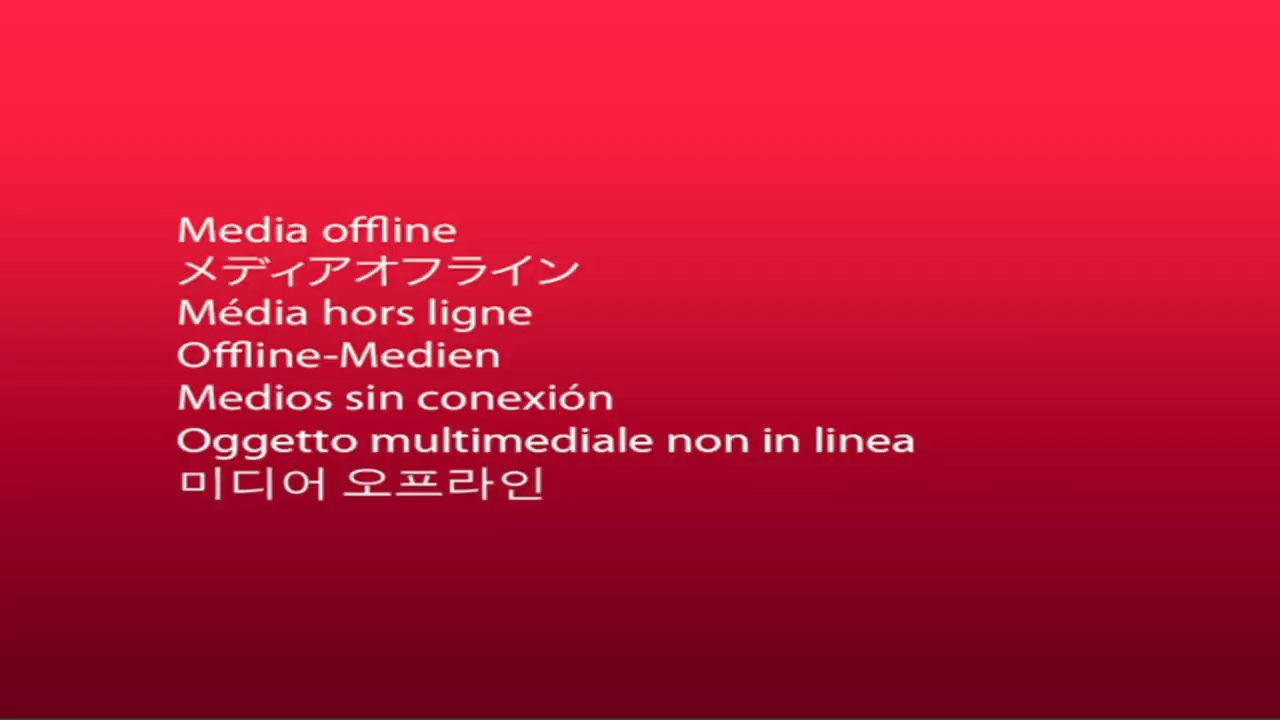 Media offline
メディアオフライン
Média hors ligne
Offline-Medien
Medios sin conexión
Oggetto multimediale non in linea
미디어 오프라인